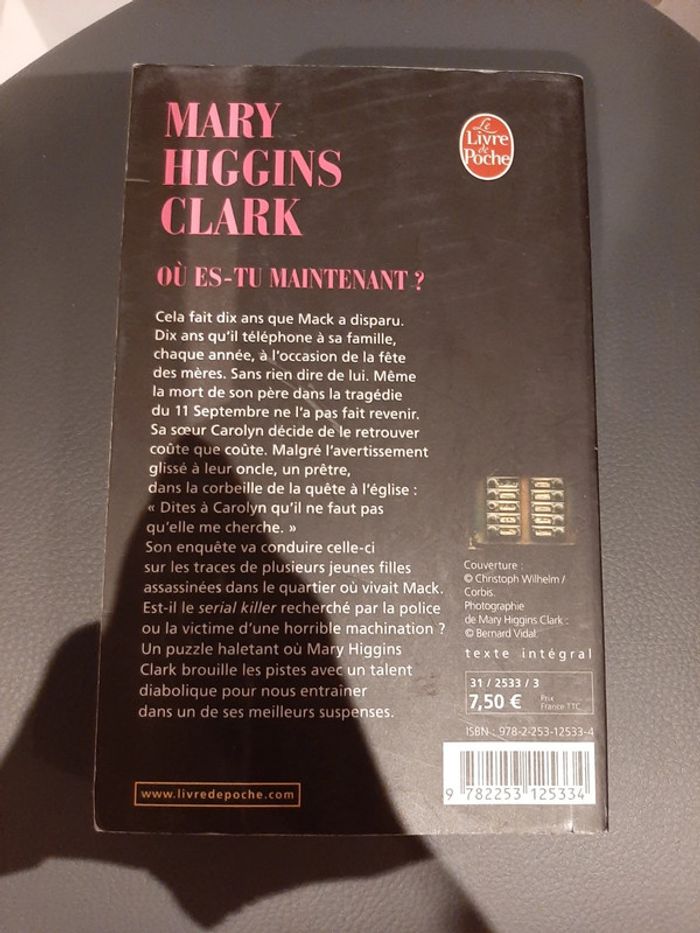 MARY
HIGGINS
CLARK
Le
Livre
de
Poche
OÙ ES-TU MAINTENANT ?
Cela fait dix ans que Mack a disparu.
Dix ans qu'il téléphone à sa famille,
chaque année, à l'occasion de la fête
des mères. Sans rien dire de lui. Même
la mort de son père dans la tragédie
du 11 Septembre ne l'a pas fait revenir.
Sa sœur Carolyn décide de le retrouver
coûte que coûte. Malgré l'avertissement
glissé à leur oncle, un prêtre,
dans la corbeille de la quête à l'église :
« Dites à Carolyn qu'il ne faut pas
qu'elle me cherche. »
Son enquête va conduire celle-ci
sur les traces de plusieurs jeunes filles
assassinées dans le quartier où vivait Mack.
Est-il le serial killer recherché par la police
ou la victime d'une horrible machination ?
Un puzzle haletant où Mary Higgins
Clark brouille les pistes avec un talent
diabolique pour nous entraîner
dans un de ses meilleurs suspenses.
www.livredepoche.com
Couverture :
© Christoph Wilhelm /
Corbis.
Photographie
de Mary Higgins Clark :
© Bernard Vidal.
texte intégral
31 / 2533 / 3
7,50 €
Prix
France TTC
ISBN : 978-2-253-12533-4
9 782253 125334